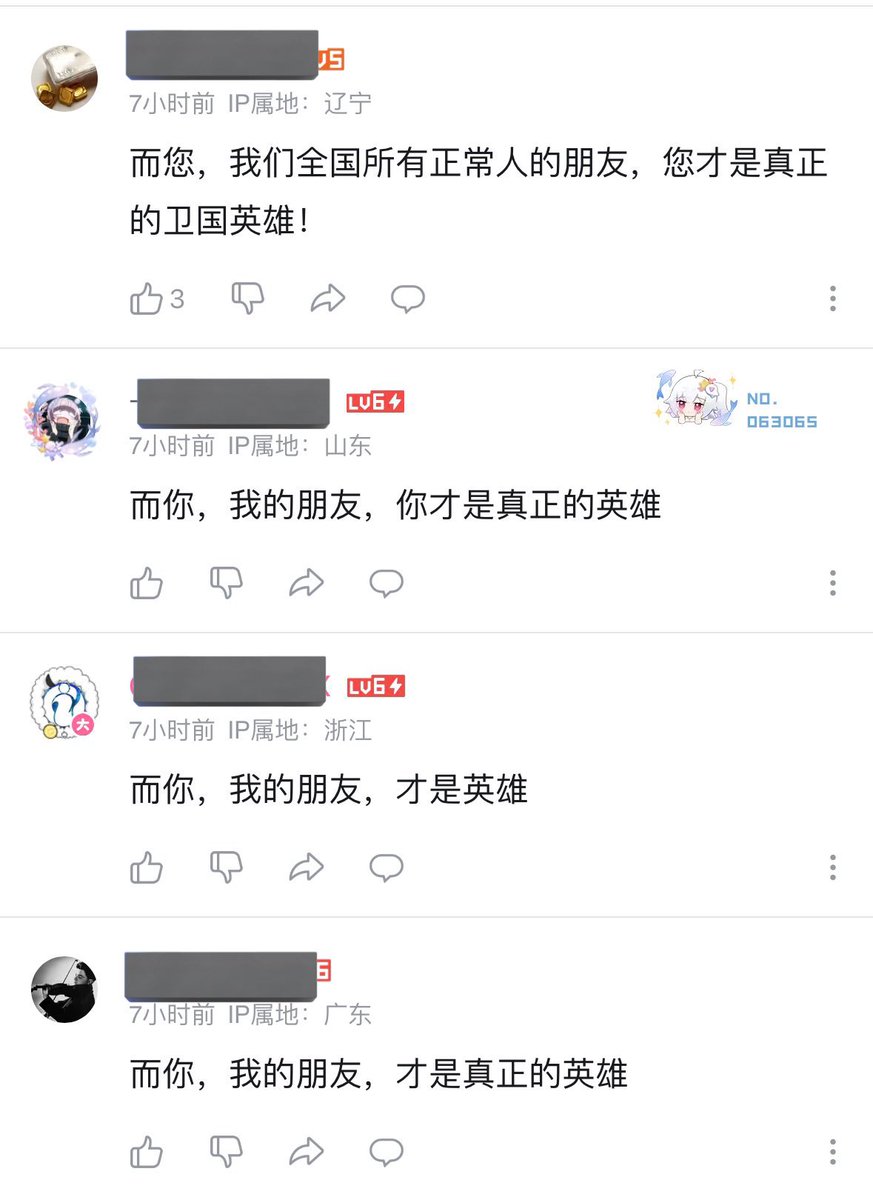 LV5
7小时前 IP属地：辽宁
而您，我们全国所有正常人的朋友，您才是真正
的卫国英雄！
3
LV6
NO.
063065
7小时前 IP属地：山东
而你，我的朋友，你才是真正的英雄
LV6
大
7小时前 IP属地：浙江
而你，我的朋友，才是英雄
6
7小时前 IP属地：广东
而你，我的朋友，才是真正的英雄